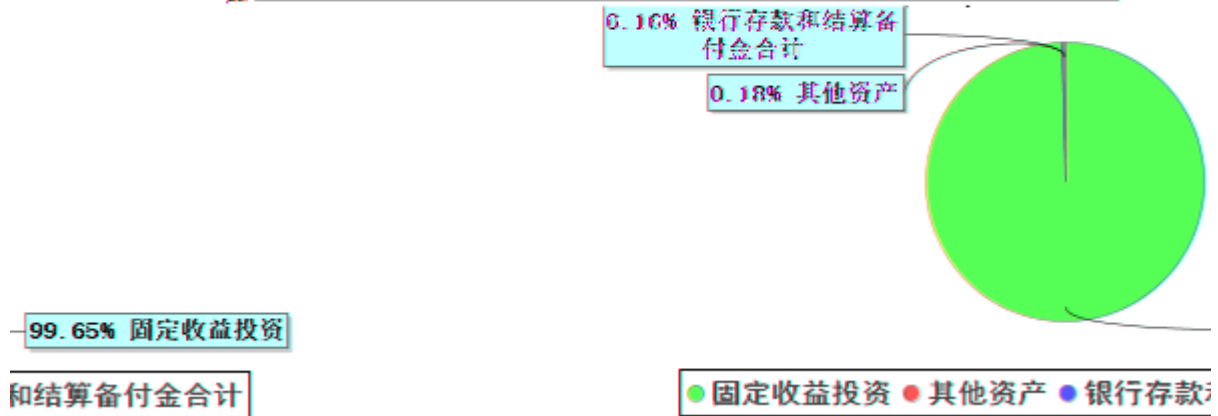 0.16% 银行存款和结算备
付金合计
0.18% 其他资产
99.65% 固定收益投资
和结算备付金合计
固定收益投资 其他资产 银行存款